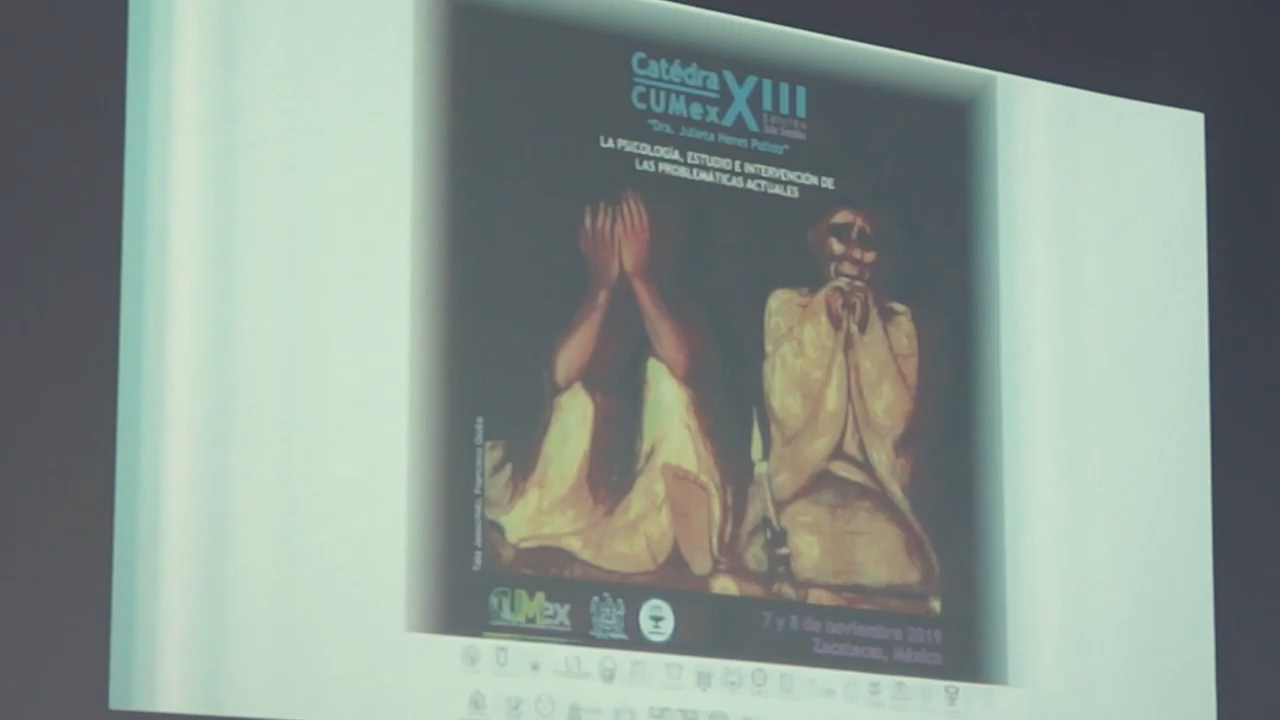 Catédra
CUMex XIII
"Dra. Julieta Heres Pulido"
LA PSICOLOGÍA, ESTUDIO E INTERVENCIÓN DE
LAS PROBLEMÁTICAS ACTUALES
CUMex
7 y 8 de noviembre 2019
Zacatecas, México